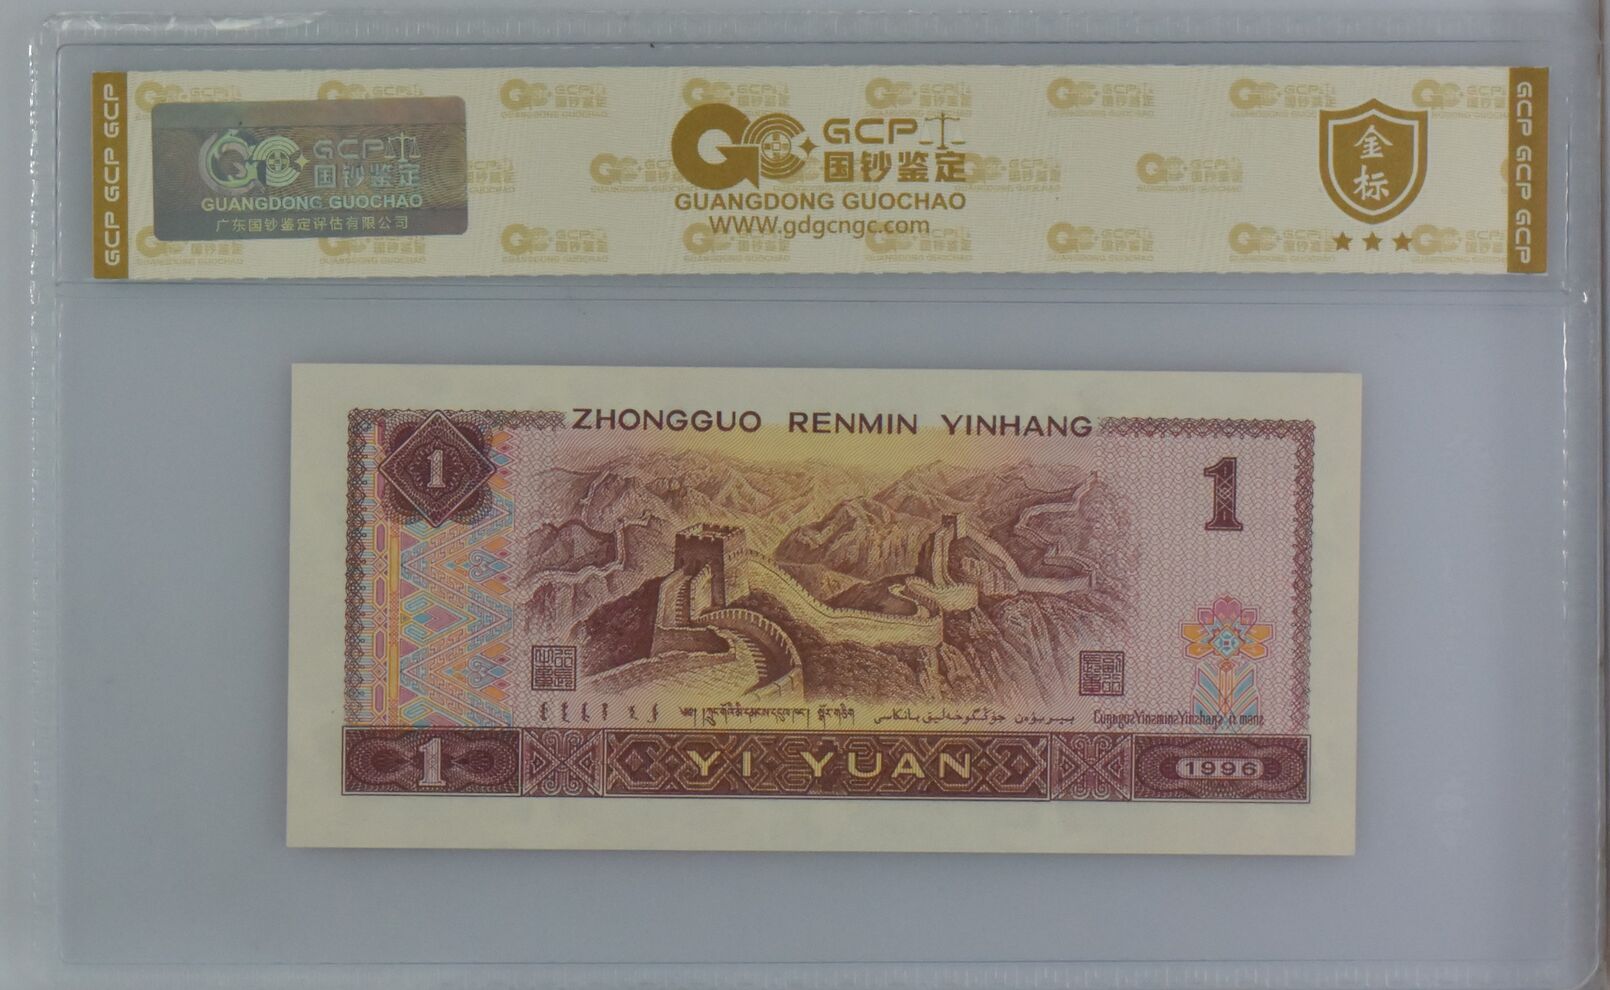 GCP GCP GCP
GCP 国钞鉴定
GUANGDONG GUOCHAO
广东国钞鉴定评估有限公司
GCP
国钞鉴定
GUANGDONG GUOCHAO
WWW.gdgcngc.com
金标
GCP GCP GCP
ZHONGGUO RENMIN YINHANG
1
1
1
YI YUAN
1996